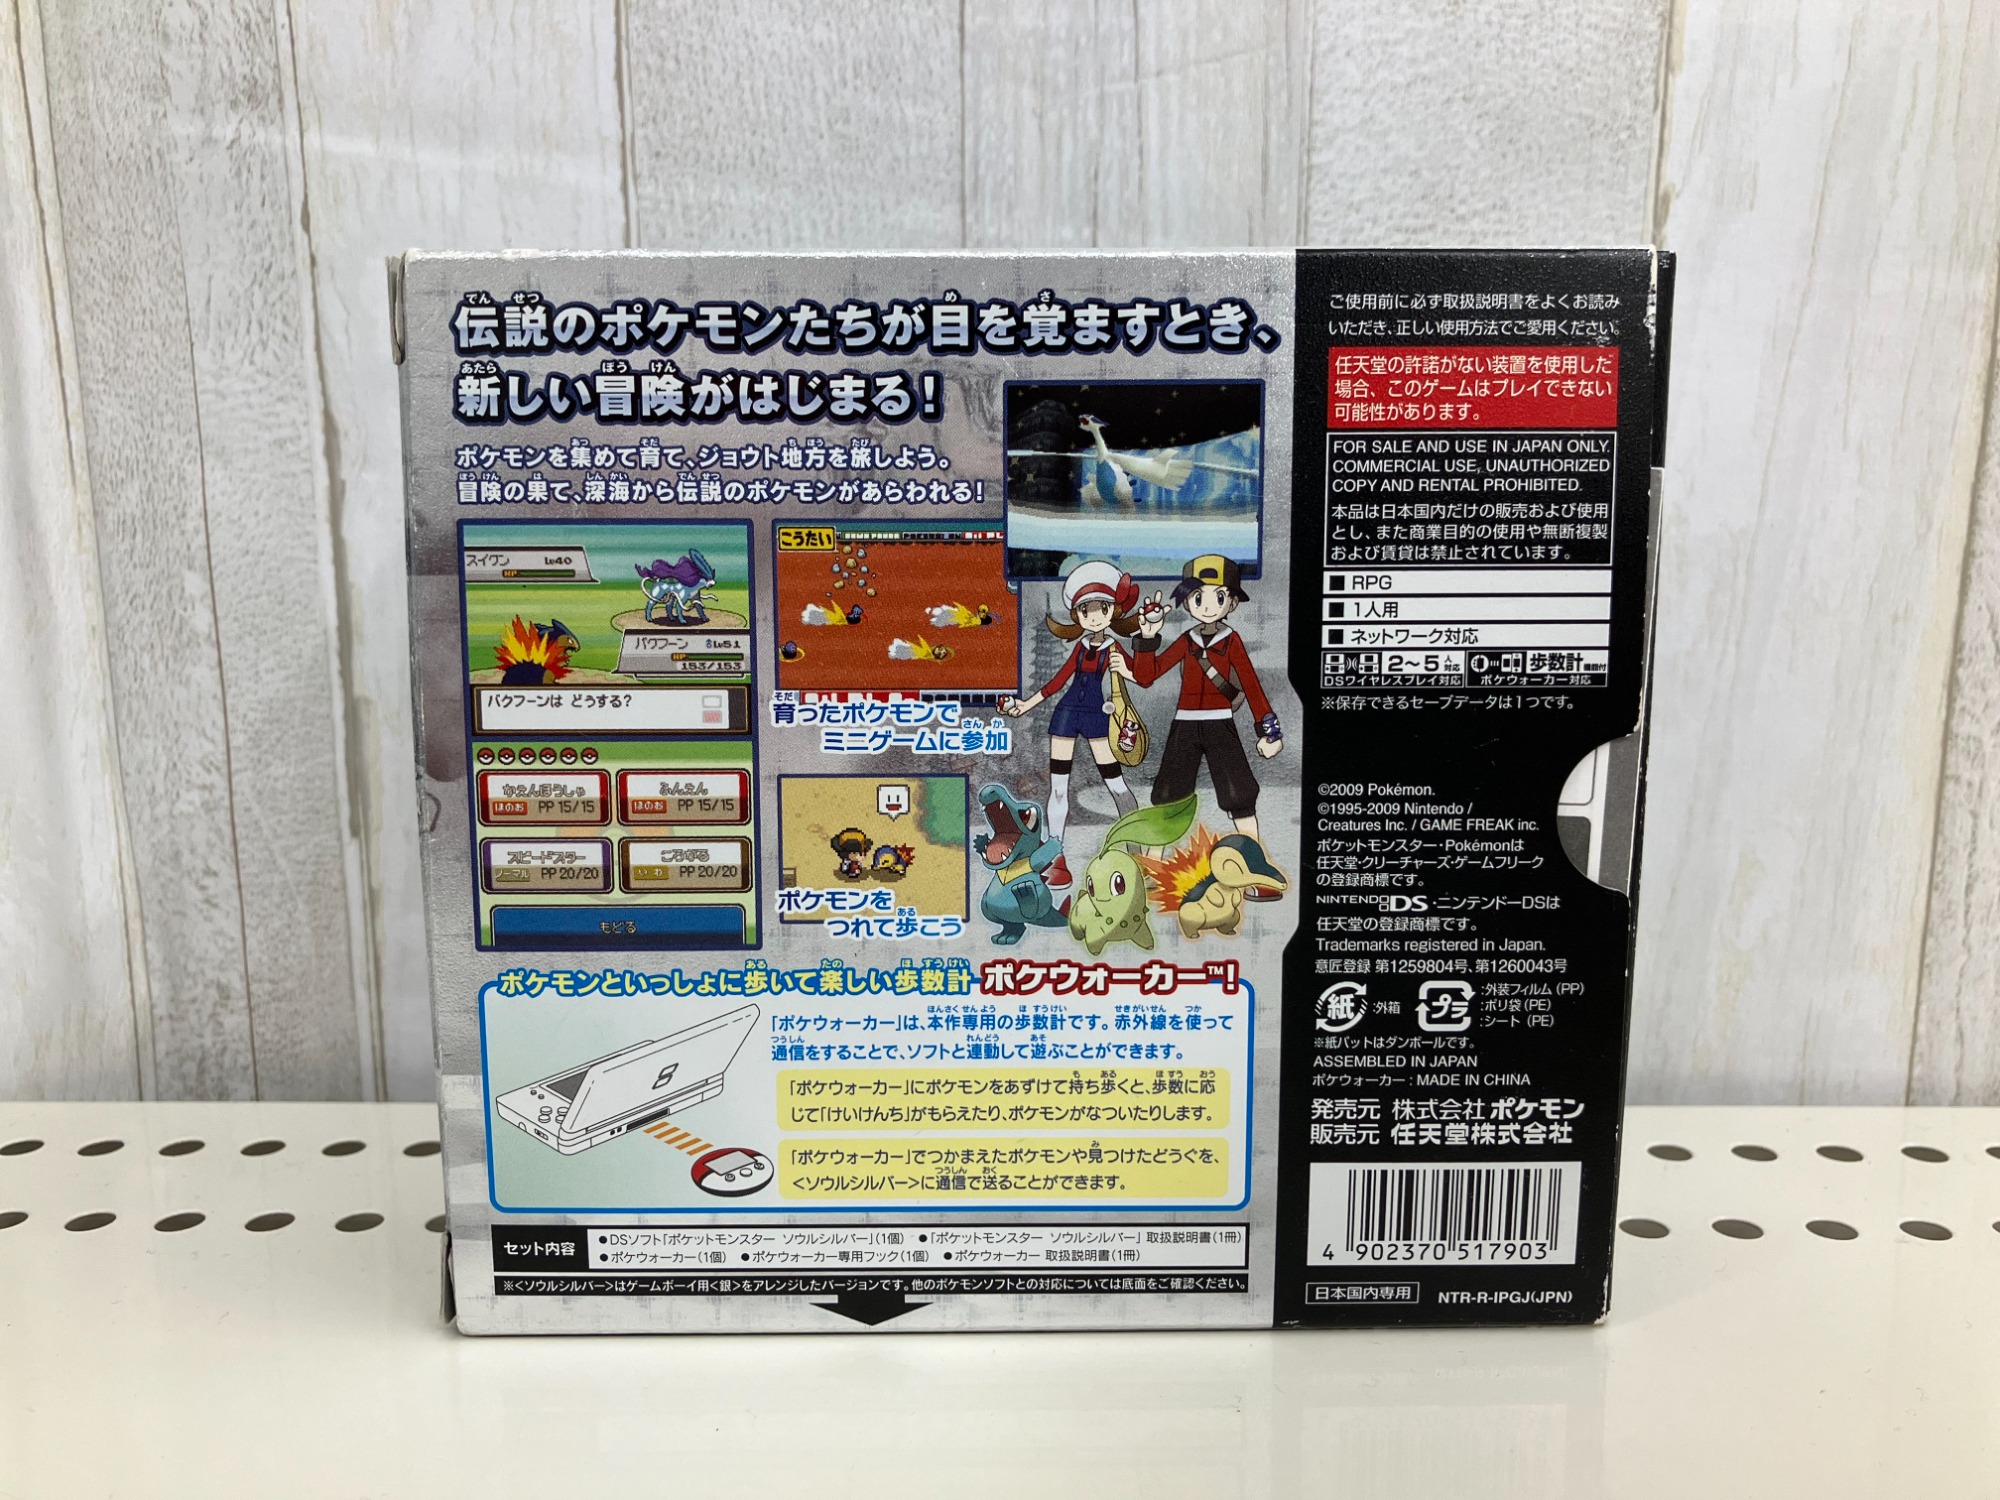 伝説のポケモンたちが目を覚ますとき、
新しい冒険がはじまる!
ポケモンを集めて育て、ジョウト地方を旅しよう。
冒険の果て、深海から伝説のポケモンがあらわれる!
スイクン Lv40
HP
バクフーン ♂Lv51
HP
153/153
バクフーンは どうする?
かえんほうしゃ
ほのお PP 15/15
ふんえん
ほのお PP 15/15
スピードスター
ノーマル PP 20/20
ころがる
いわ PP 20/20
もどる
こうたい
育ったポケモンで
ミニゲームに参加
ポケモンを
つれて歩こう
ポケモンといっしょに歩いて楽しい歩数計 ポケウォーカー™!
「ポケウォーカー」は、本作専用の歩数計です。赤外線を使って
通信をすることで、ソフトと連動して遊ぶことができます。
「ポケウォーカー」にポケモンをあずけて持ち歩くと、歩数に応
じて「けいけんち」がもらえたり、ポケモンがなついたりします。
「ポケウォーカー」でつかまえたポケモンや見つけたどうぐを、
<ソウルシルバー>に通信で送ることができます。
セット内容
●DSソフト「ポケットモンスター ソウルシルバー」(1個) ●「ポケットモンスター ソウルシルバー」取扱説明書(1冊)
●ポケウォーカー(1個) ●ポケウォーカー専用フック(1個) ●ポケウォーカー 取扱説明書(1冊)
※<ソウルシルバー>はゲームボーイ用<銀>をアレンジしたバージョンです。他のポケモンソフトとの対応については底面をご確認ください。
ご使用前に必ず取扱説明書をよくお読み
いただき、正しい使用方法でご愛用ください。
任天堂の許諾がない装置を使用した
場合、このゲームはプレイできない
可能性があります。
FOR SALE AND USE IN JAPAN ONLY.
COMMERCIAL USE, UNAUTHORIZED
COPY AND RENTAL PROHIBITED.
本品は日本国内だけの販売および使用
とし、また商業目的の使用や無断複製
および賃貸は禁止されています。
■ RPG
■ 1人用
■ ネットワーク対応
2～5人対応
DSワイヤレスプレイ対応
歩数計機能付
ポケウォーカー対応
※保存できるセーブデータは1つです。
©2009 Pokémon.
©1995-2009 Nintendo /
Creatures Inc. / GAME FREAK inc.
ポケットモンスター・Pokémonは
任天堂・クリーチャーズ・ゲームフリーク
の登録商標です。
NINTENDO DS・ニンテンドーDSは
任天堂の登録商標です。
Trademarks registered in Japan.
意匠登録 第1259804号、第1260043号
紙 :外箱
プラ :外装フィルム(PP)
:ポリ袋(PE)
:シート(PE)
※紙パットはダンボールです。
ASSEMBLED IN JAPAN
ポケウォーカー : MADE IN CHINA
発売元 株式会社ポケモン
販売元 任天堂株式会社
4 902370 517903
日本国内専用
NTR-R-IPGJ(JPN)